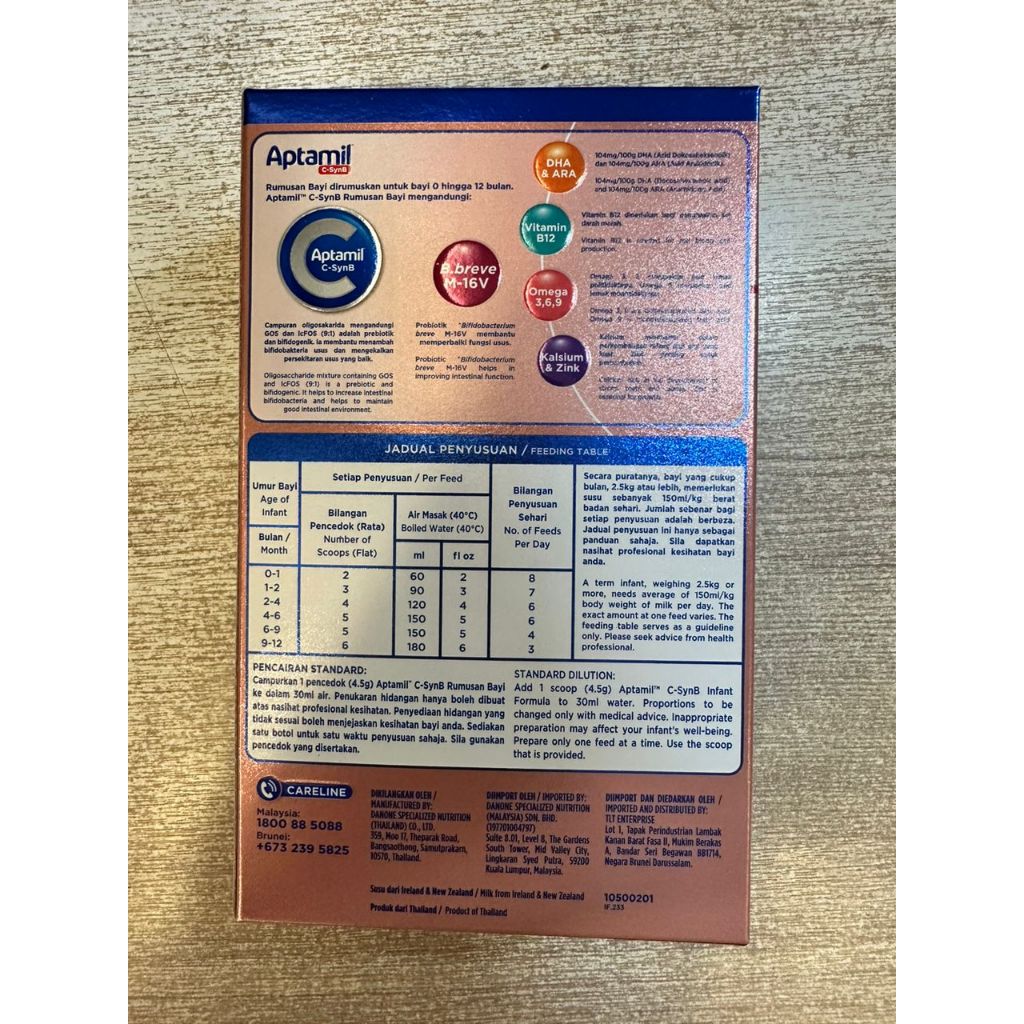 Aptamil
C-SynB
Rumusan Bayi dirumuskan untuk bayi 0 hingga 12 bulan.
Aptamil™ C-SynB Rumusan Bayi mengandungi:
Aptamil
C-SynB
Campuran oligosakarida mengandungi
GOS dan lcFOS (9:1) adalah prebiotik
dan bifidogenik. Ia membantu menambah
bifidobakteria usus dan mengekalkan
persekitaran usus yang baik.
Oligosaccharide mixture containing GOS
and lcFOS (9:1) is a prebiotic and
bifidogenic. It helps to increase intestinal
bifidobacteria and helps to maintain
good intestinal environment.
B.breve
M-16V
Probiotik *Bifidobacterium
breve M-16V membantu
memperbaiki fungsi usus.
Probiotic *Bifidobacterium
breve M-16V helps in
improving intestinal function.
DHA
& ARA
104mg/100g DHA (Asid Dokosaheksenoik)
dan 104mg/100g ARA (Asid Arakidonik).
104mg/100g DHA
and 104mg/100g ARA
Vitamin
B12
Vitamin B12 diperlukan
darah merah.
Vitamin B12 is needed for red blood cell
production.
Omega
3,6,9
Kalsium
& Zink
JADUAL PENYUSUAN / FEEDING TABLE
Umur Bayi
Age of
Infant
Bulan /
Month
Setiap Penyusuan / Per Feed
Bilangan
Pencedok (Rata)
Number of
Scoops (Flat)
Air Masak (40°C)
Boiled Water (40°C)
ml fl oz
Bilangan
Penyusuan
Sehari
No. of Feeds
Per Day
0-1 2 60 2 8
1-2 3 90 3 7
2-4 4 120 4 6
4-6 5 150 5 6
6-9 5 150 5 4
9-12 6 180 6 3
Secara puratanya, bayi yang cukup
bulan, 2.5kg atau lebih, memerlukan
susu sebanyak 150ml/kg berat
badan sehari. Jumlah sebenar bagi
setiap penyusuan adalah berbeza.
Jadual penyusuan ini hanya sebagai
panduan sahaja. Sila dapatkan
nasihat profesional kesihatan bayi
anda.
A term infant, weighing 2.5kg or
more, needs average of 150ml/kg
body weight of milk per day. The
exact amount at one feed varies. The
feeding table serves as a guideline
only. Please seek advice from health
professional.
PENCAIRAN STANDARD:
Campurkan 1 pencedok (4.5g) Aptamil™ C-SynB Rumusan Bayi
ke dalam 30ml air. Penukaran hidangan hanya boleh dibuat
atas nasihat profesional kesihatan. Penyediaan hidangan yang
tidak sesuai boleh menjejaskan kesihatan bayi anda. Sediakan
satu botol untuk satu waktu penyusuan sahaja. Sila gunakan
pencedok yang disertakan.
STANDARD DILUTION:
Add 1 scoop (4.5g) Aptamil™ C-SynB Infant
Formula to 30ml water. Proportions to be
changed only with medical advice. Inappropriate
preparation may affect your infant's well-being.
Prepare only one feed at a time. Use the scoop
that is provided.
CARELINE
Malaysia:
1800 88 5088
Brunei:
+673 239 5825
DIKILANGKAN OLEH /
MANUFACTURED BY:
DANONE SPECIALIZED NUTRITION
(THAILAND) CO., LTD.
359, Moo 17, Theparak Road,
Bangsaothong, Samutprakarn,
10570, Thailand.
DIIMPORT OLEH / IMPORTED BY:
DANONE SPECIALIZED NUTRITION
(MALAYSIA) SDN. BHD.
(197701004797)
Suite 8.01, Level 8, The Gardens
South Tower, Mid Valley City,
Lingkaran Syed Putra, 59200
Kuala Lumpur, Malaysia.
DIIMPORT DAN DIEDARKAN OLEH /
IMPORTED AND DISTRIBUTED BY:
TLT ENTERPRISE
Lot 1, Tapak Perindustrian Lambak
Kanan Barat Fasa II, Mukim Berakas
A, Bandar Seri Begawan BB1714,
Negara Brunei Darussalam.
Susu dari Ireland & New Zealand / Milk from Ireland & New Zealand
Produk dari Thailand / Product of Thailand
10500201
IF.233